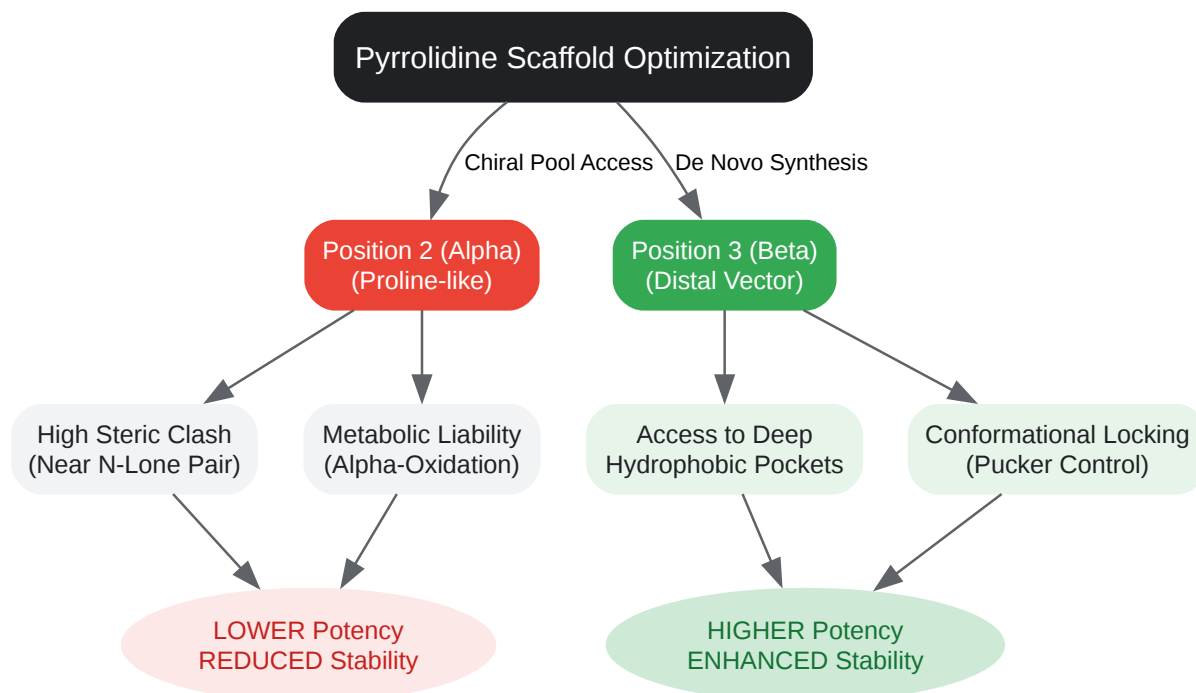 Pyrrolidine Scaffold Optimization
Chiral Pool Access
De Novo Synthesis
Position 2 (Alpha)
(Proline-like)
Position 3 (Beta)
(Distal Vector)
High Steric Clash
(Near N-Lone Pair)
Metabolic Liability
(Alpha-Oxidation)
Access to Deep
Hydrophobic Pockets
Conformational Locking
(Pucker Control)
LOWER Potency
REDUCED Stability
HIGHER Potency
ENHANCED Stability